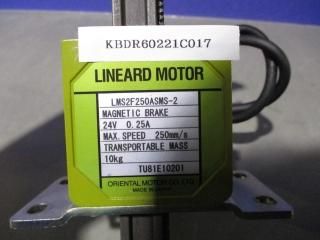 KBDR60221C017
LINEARD MOTOR
LMS2F250ASMS-2
MAGNETIC BRAKE
24V 0.25A
MAX.SPEED 250mm/s
TRANSPORTABLE MASS
10kg
TU81E10201
ORIENTAL MOTOR CO.,LTD.
MADE IN JAPAN